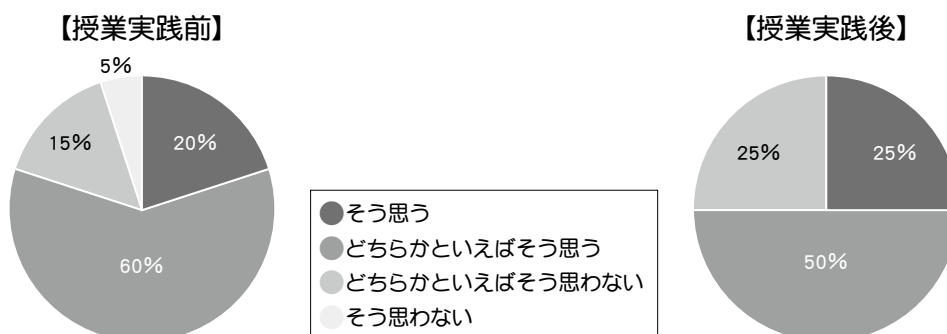 【授業実践前】
5%
15%
20%
60%
そう思う
どちらかといえばそう思う
どちらかといえばそう思わない
そう思わない
【授業実践後】
25%
25%
50%